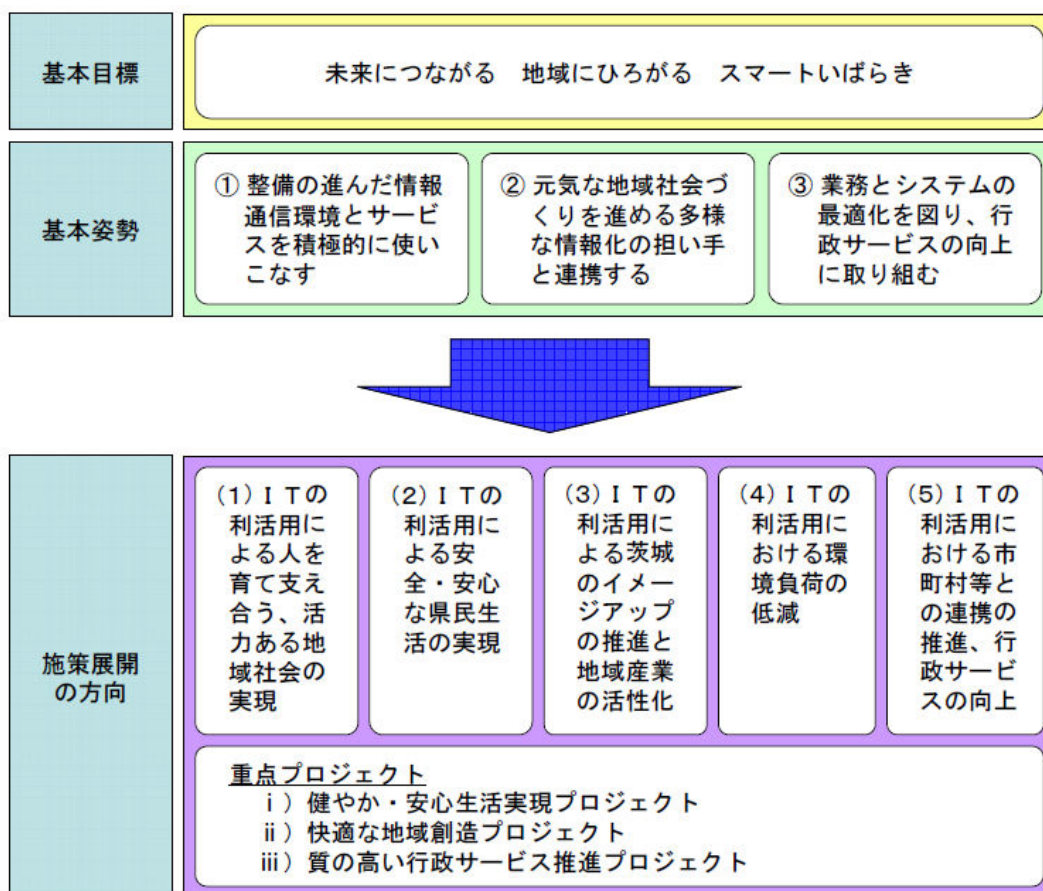 基本目標
未来につながる 地域にひろがる スマートいばらき
基本姿勢
① 整備の進んだ情報
通信環境とサービ
スを積極的に使い
こなす
② 元気な地域社会づ
くりを進める多様
な情報化の担い手
と連携する
③ 業務とシステムの
最適化を図り、行
政サービスの向上
に取り組む
施策展開
の方向
(1)ITの
利活用に
よる人を
育て支え
合う、活
力ある地
域社会の
実現
(2)ITの
利活用に
よる安
全・安心
な県民生
活の実現
(3)ITの
利活用に
よる茨城
のイメー
ジアップ
の推進と
地域産業
の活性化
(4)ITの
利活用に
おける環
境負荷の
低減
(5)ITの
利活用に
おける市
町村等と
の連携の
推進、行
政サービ
スの向上
重点プロジェクト
ⅰ)健やか・安心生活実現プロジェクト
ⅱ)快適な地域創造プロジェクト
ⅲ)質の高い行政サービス推進プロジェクト